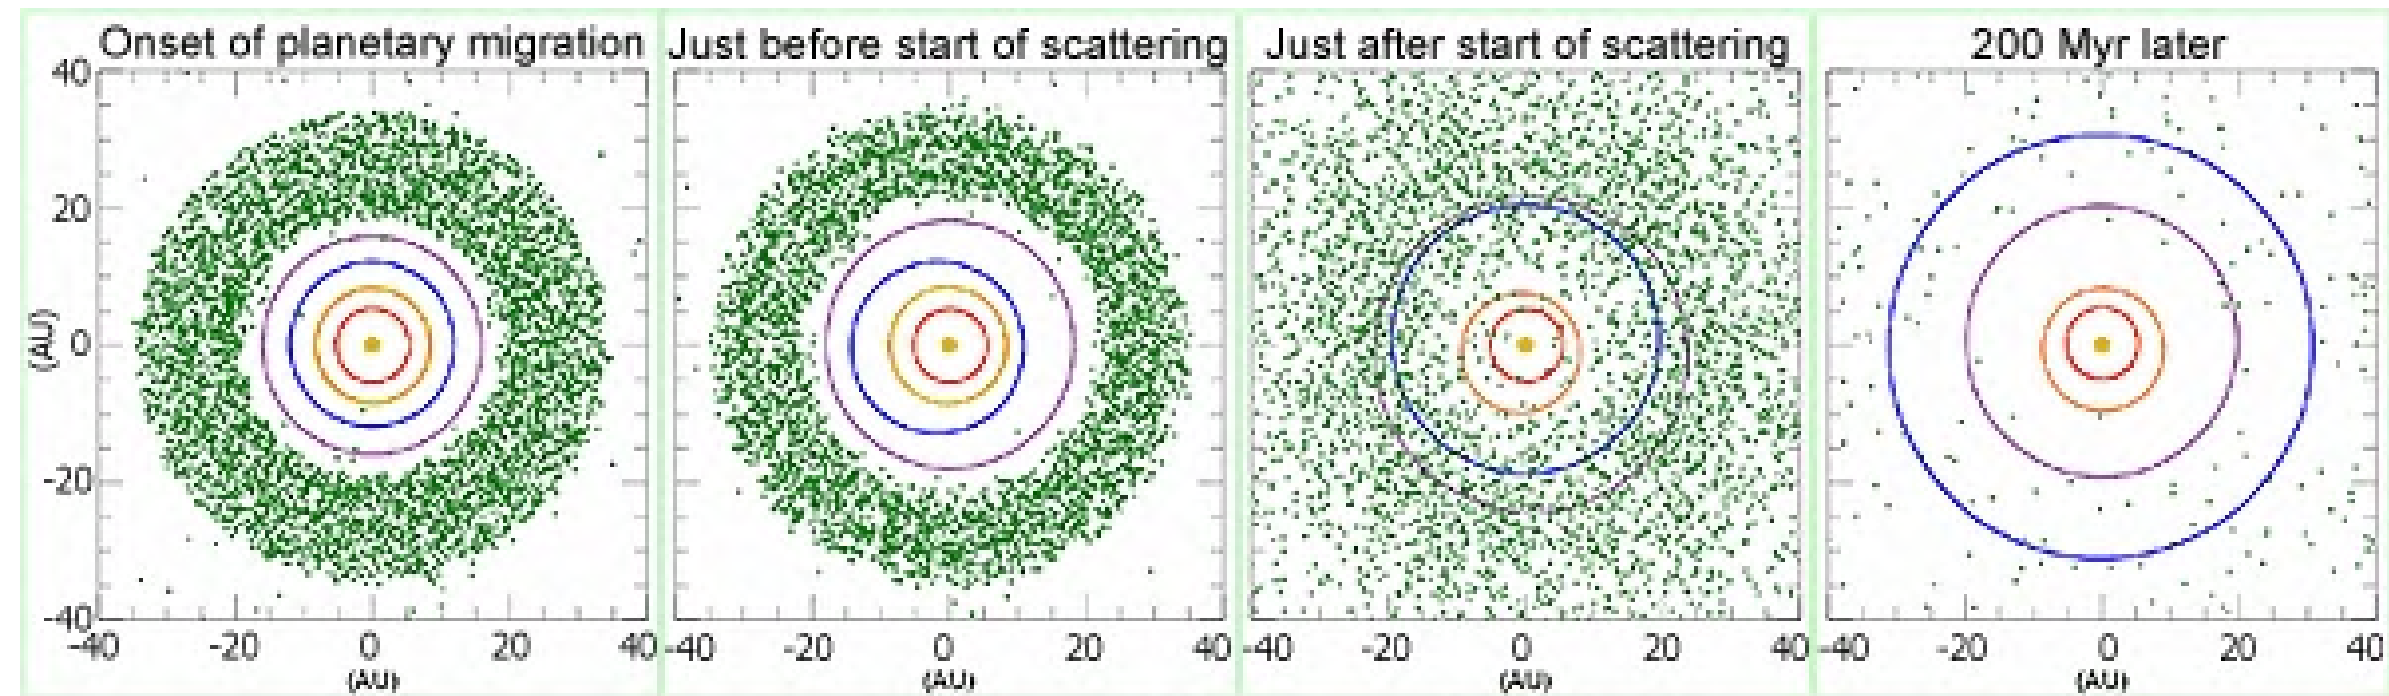 Onset of planetary migration
Just before start of scattering
Just after start of scattering
200 Myr later
40
20
0
-20
-40
(AU)
-40 -20 0 20 40
-40 -20 0 20 40
-40 -20 0 20 40
-40 -20 0 20 40
(AU)
(AU)
(AU)
(AU)